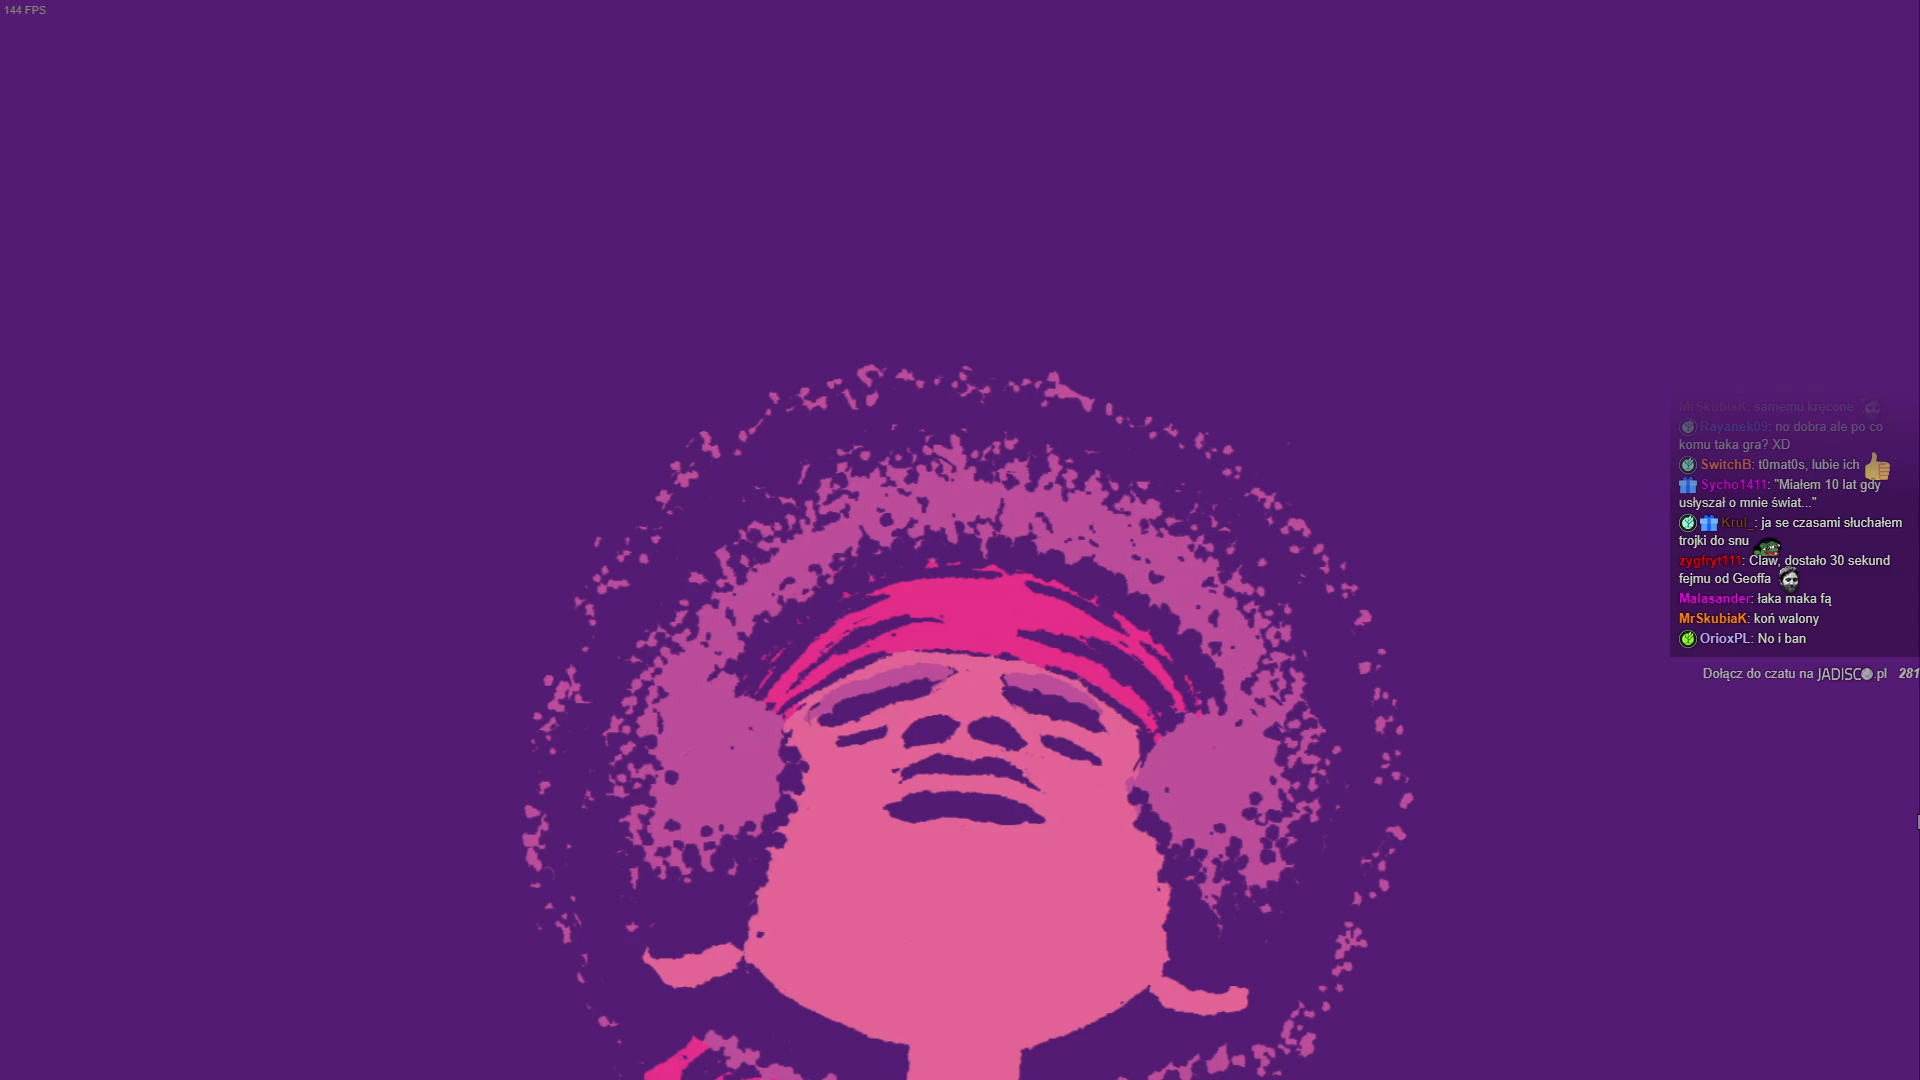 144 FPS
MrSkubiaK: samemu kręcone
Rayanek09: no dobra ale po co
komu taka gra? XD
SwitchB: t0mat0s, lubie ich
Sycho1411: "Miałem 10 lat gdy
usłyszał o mnie świat..."
Krul_: ja se czasami słuchałem
trojki do snu
zygfryt111: Claw, dostało 30 sekund
fejmu od Geoffa
Malasander: łaka maka fą
MrSkubiaK: koń walony
OrioxPL: No i ban
Dołącz do czatu na JADISCO.pl 281